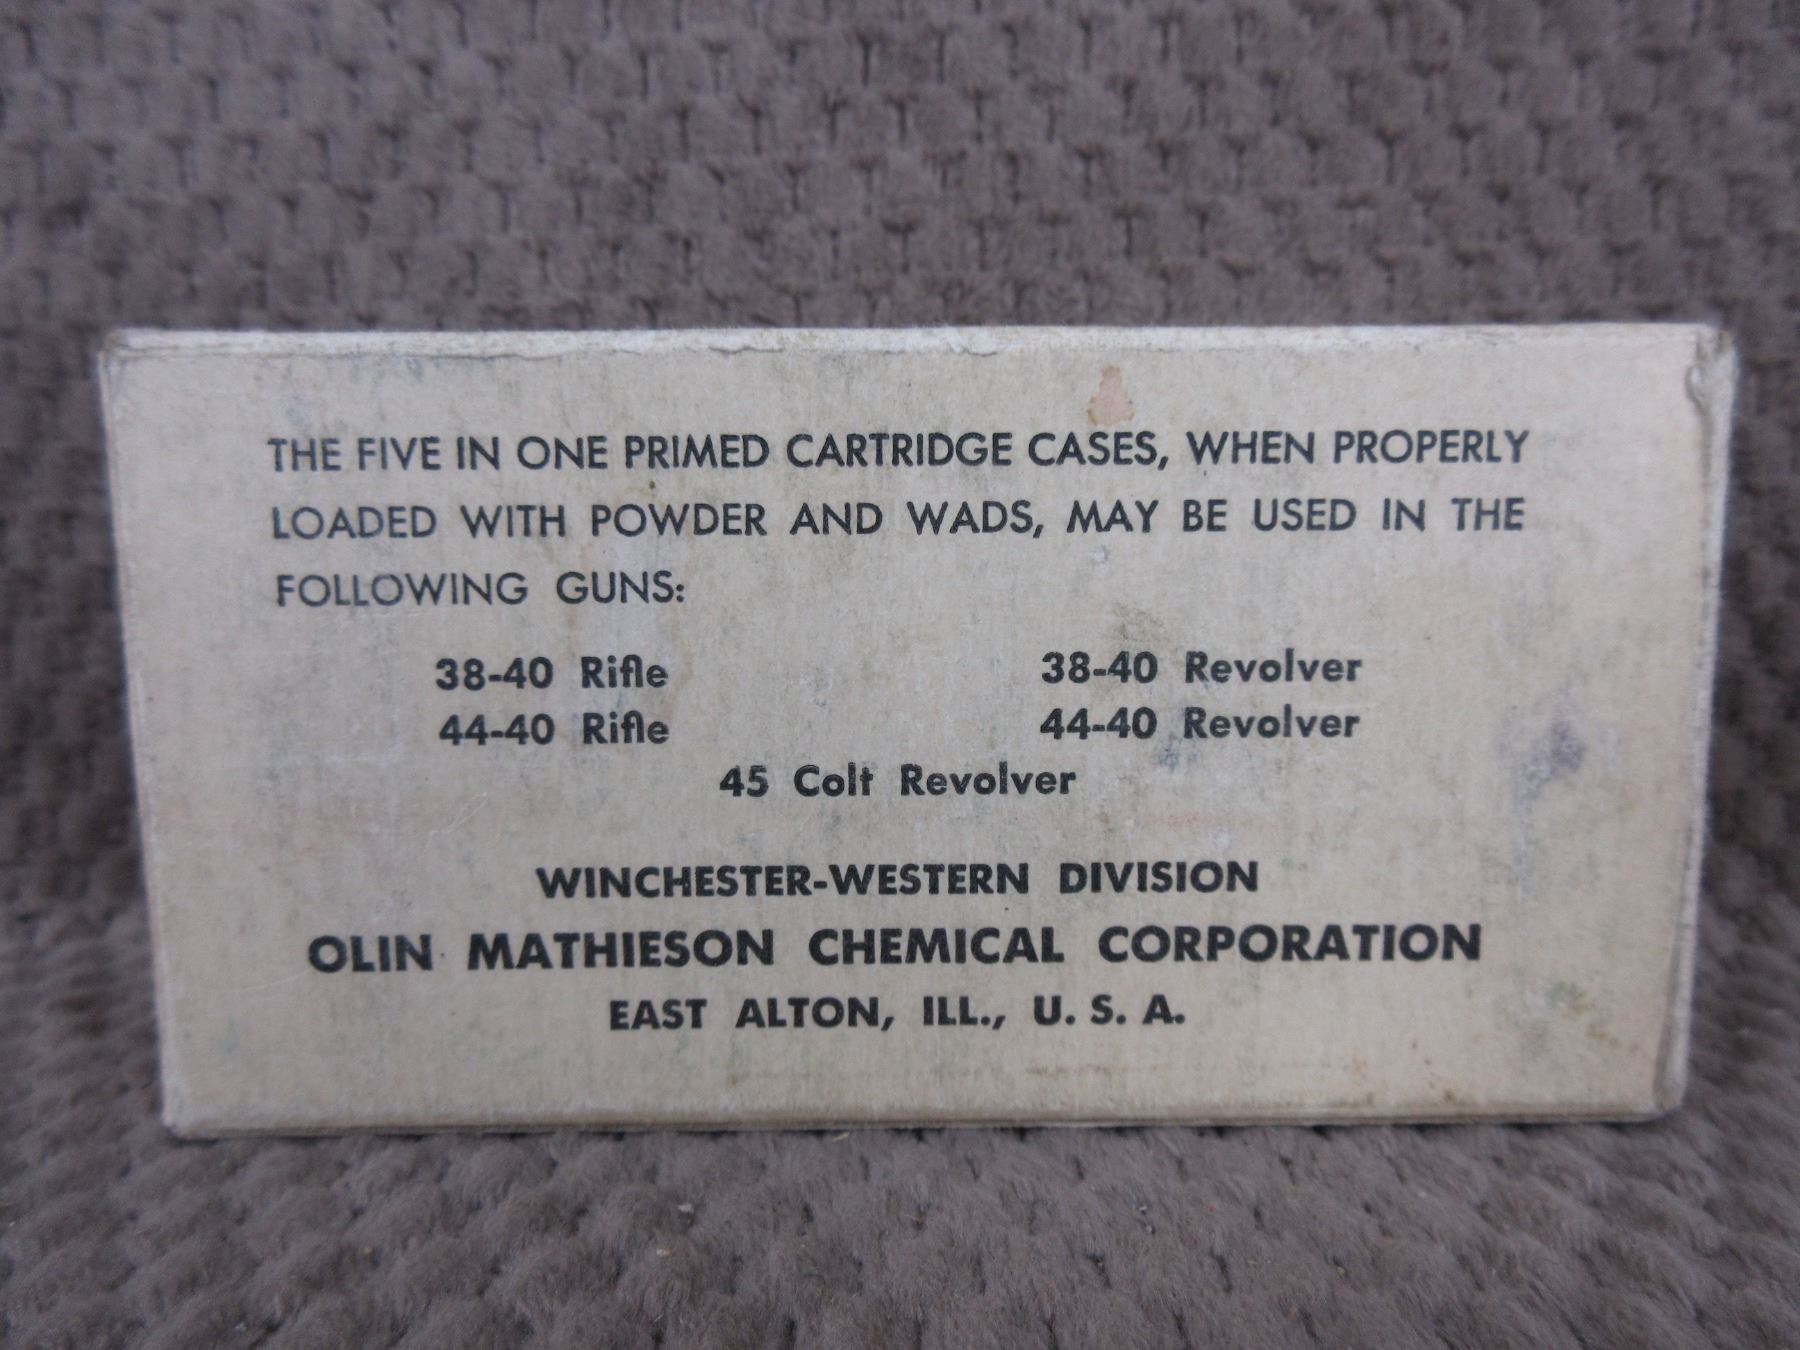 THE FIVE IN ONE PRIMED CARTRIDGE CASES, WHEN PROPERLY
LOADED WITH POWDER AND WADS, MAY BE USED IN THE
FOLLOWING GUNS:
38-40 Rifle 38-40 Revolver
44-40 Rifle 44-40 Revolver
45 Colt Revolver
WINCHESTER-WESTERN DIVISION
OLIN MATHIESON CHEMICAL CORPORATION
EAST ALTON, ILL., U. S. A.